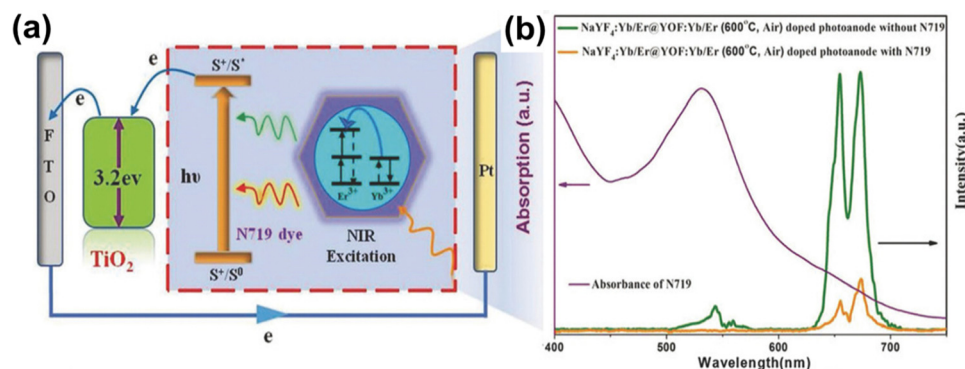 (a)
e
e
S⁺/S*
F
T
O
3.2ev
TiO₂
hυ
Er³⁺
Yb³⁺
N719 dye
NIR
Excitation
S⁺/S⁰
Pt
e
(b)
NaYF₄:Yb/Er@YOF:Yb/Er (600°C, Air) doped photoanode without N719
NaYF₄:Yb/Er@YOF:Yb/Er (600°C, Air) doped photoanode with N719
Absorption (a.u.)
Intensity(a.u.)
Absorbance of N719
400
500
600
700
Wavelength(nm)